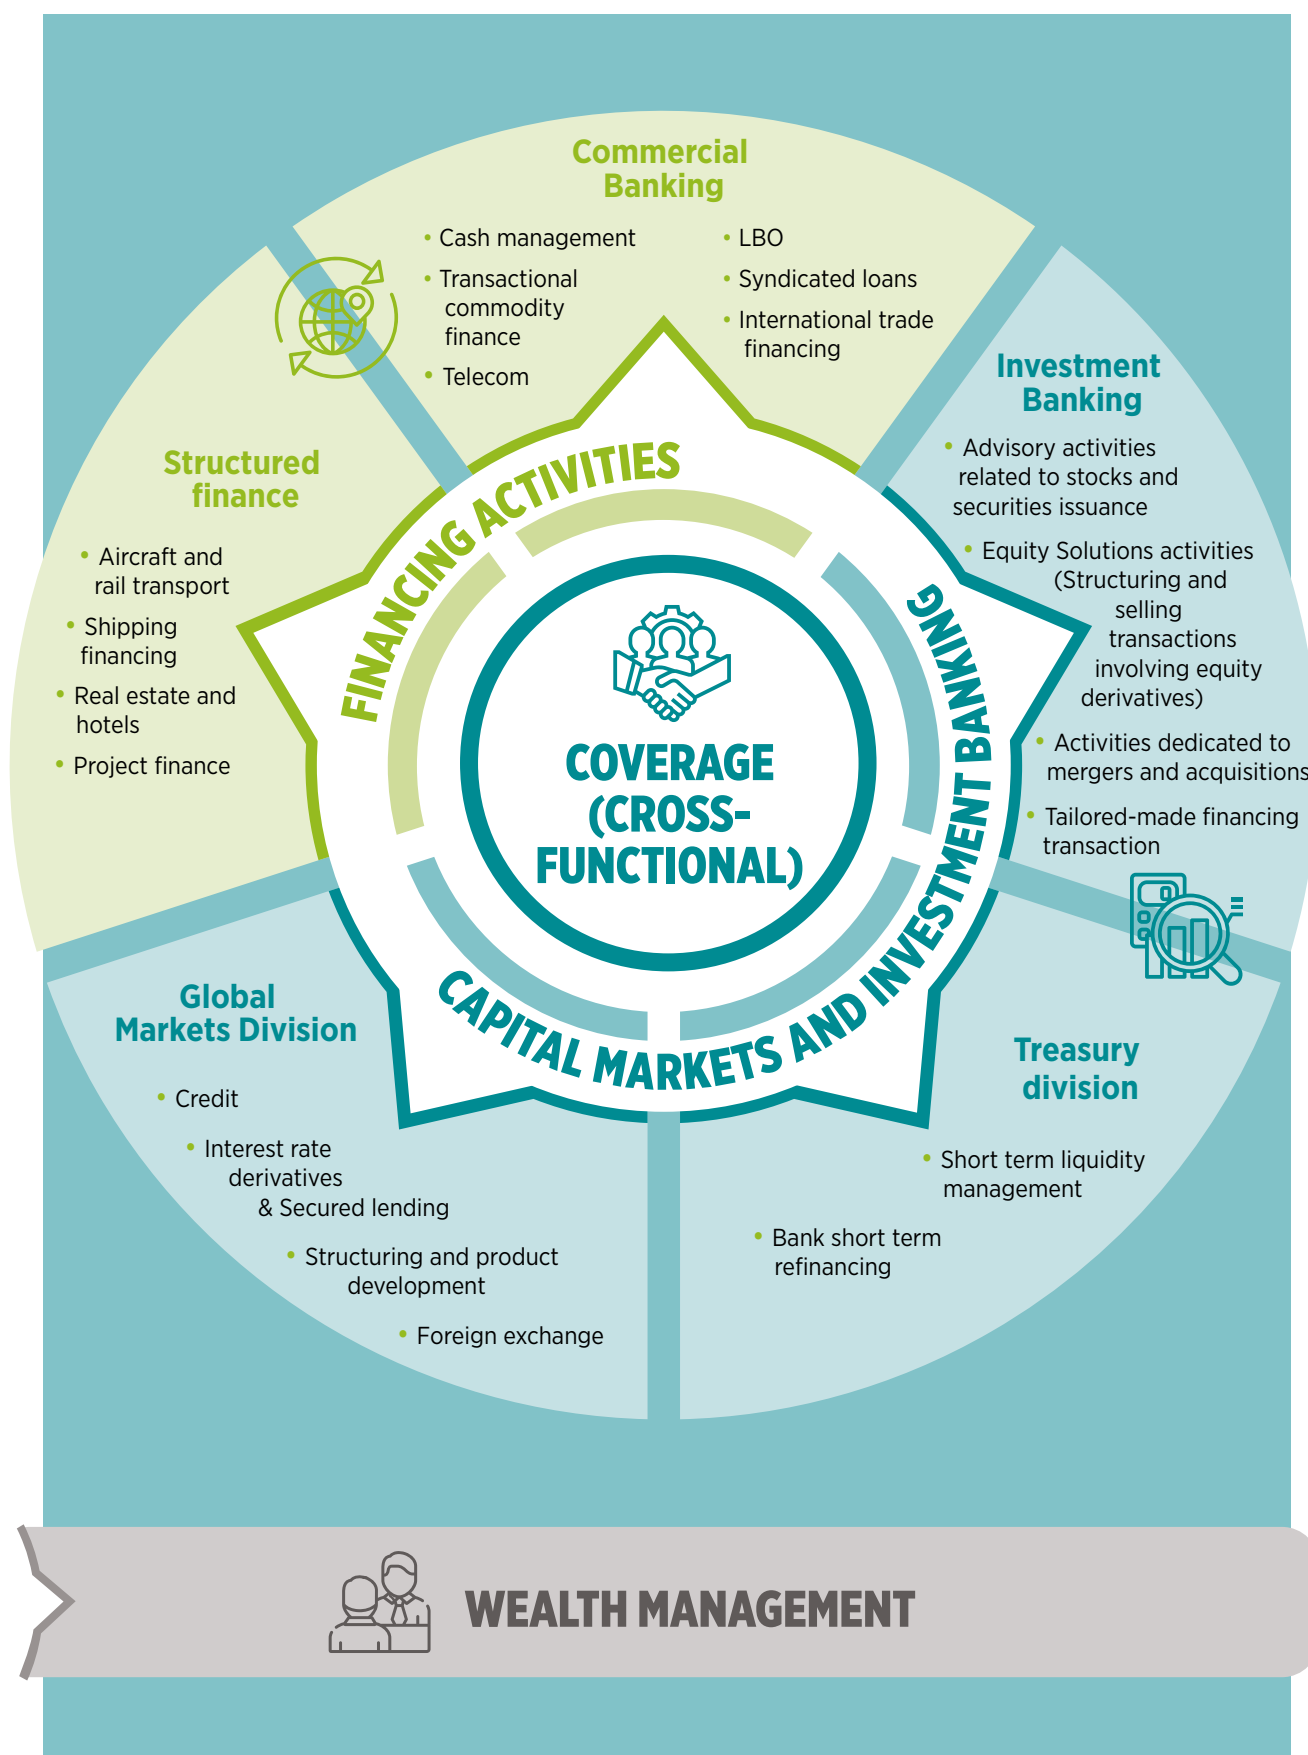 Commercial
Banking
• Cash management
• Transactional
commodity
finance
• Telecom
• LBO
• Syndicated loans
• International trade
financing
Investment
Banking
• Advisory activities
related to stocks and
securities issuance
• Equity Solutions activities
(Structuring and
selling
transactions
involving equity
derivatives)
• Activities dedicated to
mergers and acquisitions
• Tailored-made financing
transaction
Structured
finance
• Aircraft and
rail transport
• Shipping
financing
• Real estate and
hotels
• Project finance
FINANCING ACTIVITIES
COVERAGE
(CROSS-
FUNCTIONAL)
CAPITAL MARKETS AND INVESTMENT BANKING
Global
Markets Division
• Credit
• Interest rate
derivatives
& Secured lending
• Structuring and product
development
• Foreign exchange
Treasury
division
• Short term liquidity
management
• Bank short term
refinancing
WEALTH MANAGEMENT